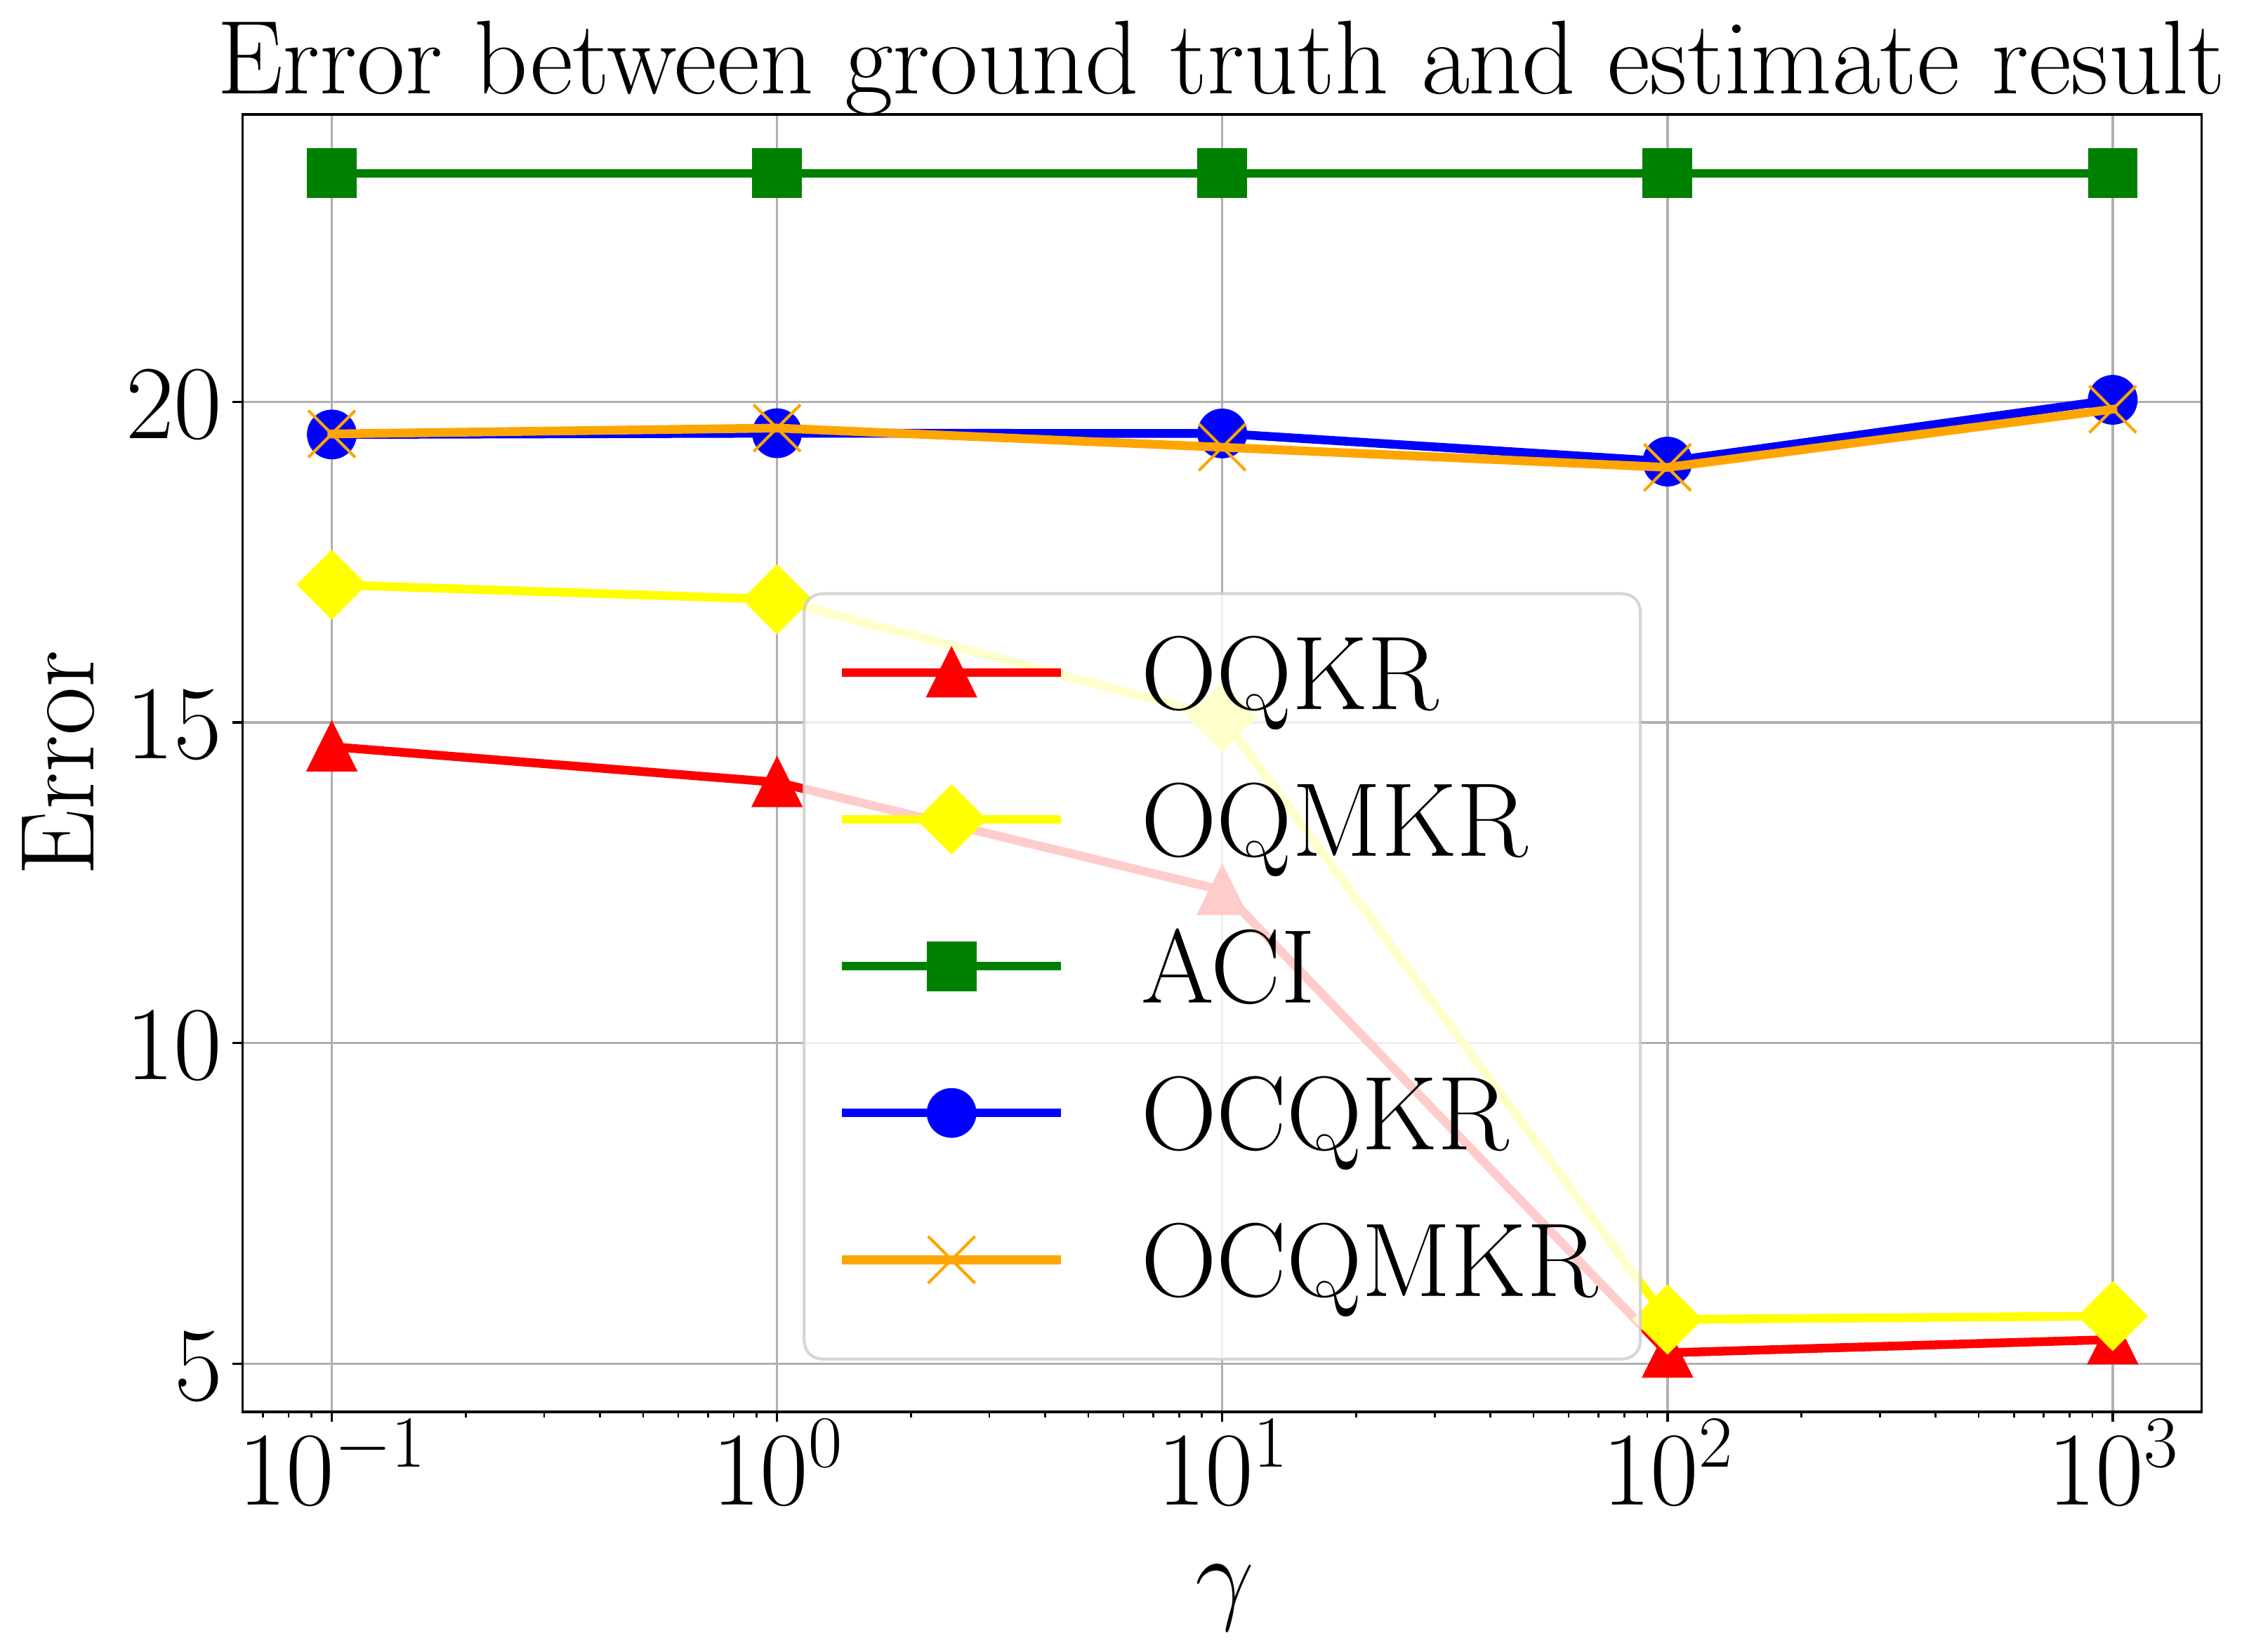 Error between ground truth and estimate result
Error
20
15
10
5
OQKR
OQMKR
ACI
OCQKR
OCQMKR
10⁻¹ 10⁰ 10¹ 10² 10³
γ